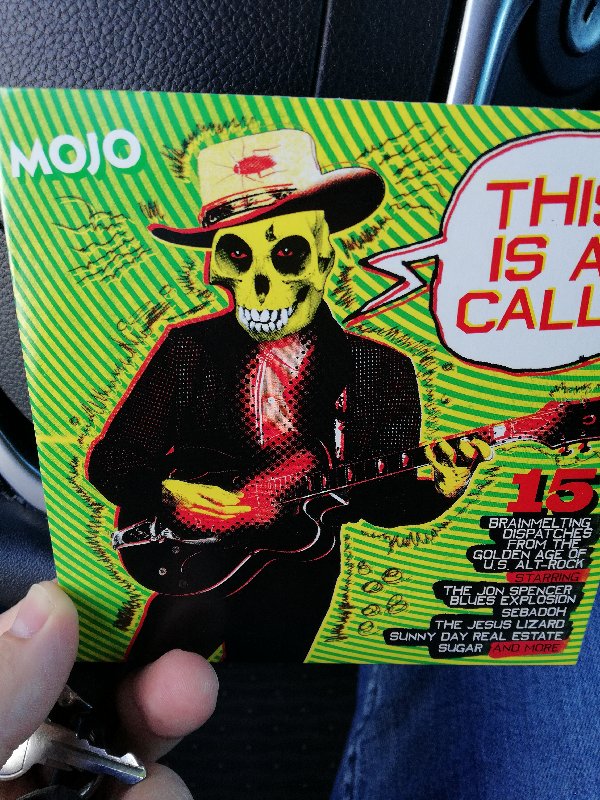 MOJO
THIS
IS A
CALL
15
BRAINMELTING
DISPATCHES
FROM THE
GOLDEN AGE OF
U.S. ALT-ROCK
STARRING
THE JON SPENCER
BLUES EXPLOSION
SEBADOH
THE JESUS LIZARD
SUNNY DAY REAL ESTATE
SUGAR AND MORE